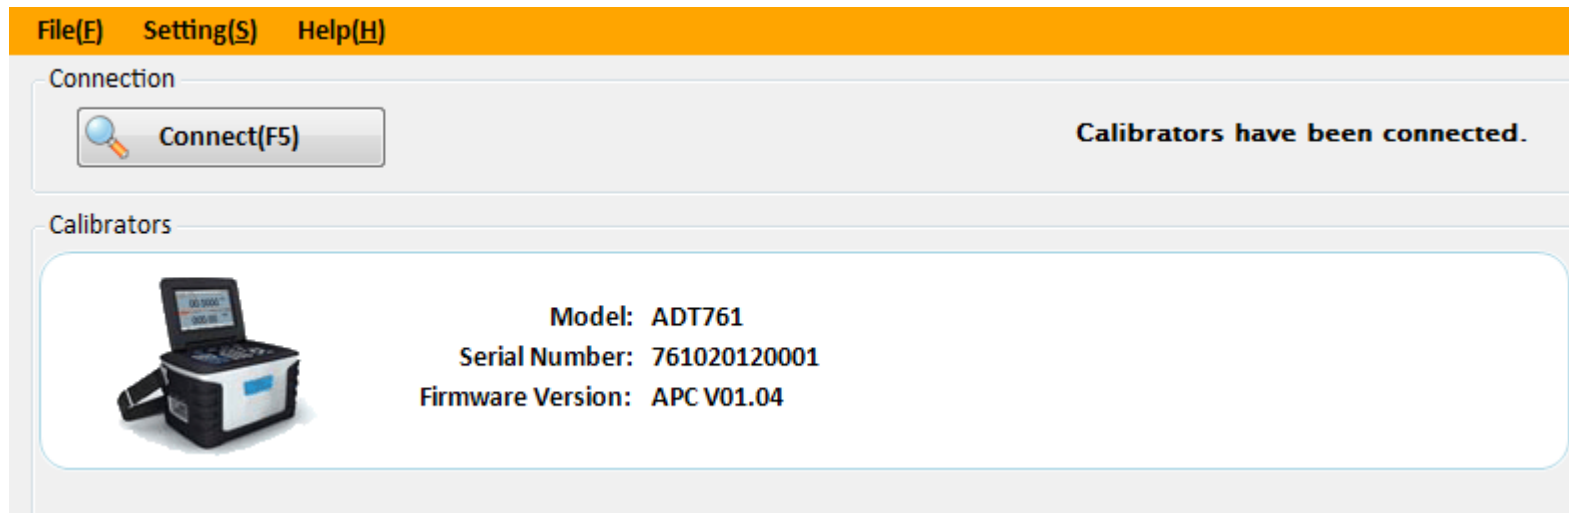 File(F) Setting(S) Help(H)
Connection
Connect(F5)
Calibrators have been connected.
Calibrators
Model: ADT761
Serial Number: 761020120001
Firmware Version: APC V01.04